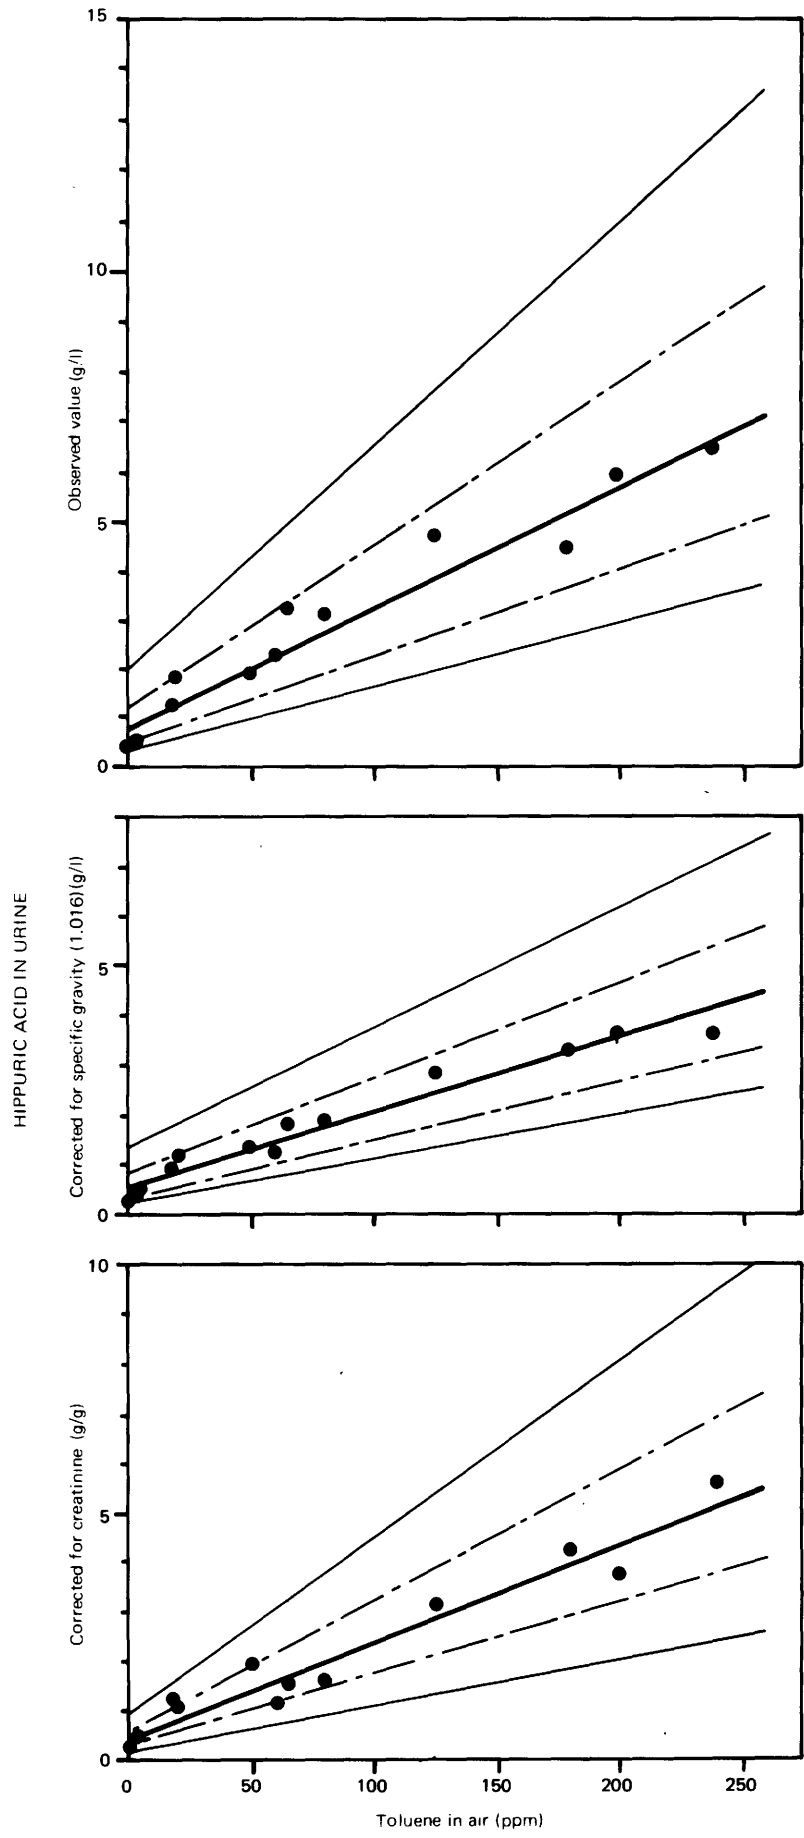 HIPPURIC ACID IN URINE
15
10
5
0
Observed value (g/l)
5
0
Corrected for specific gravity (1.016)(g/l)
10
5
0
Corrected for creatinine (g/g)
0 50 100 150 200 250
Toluene in air (ppm)